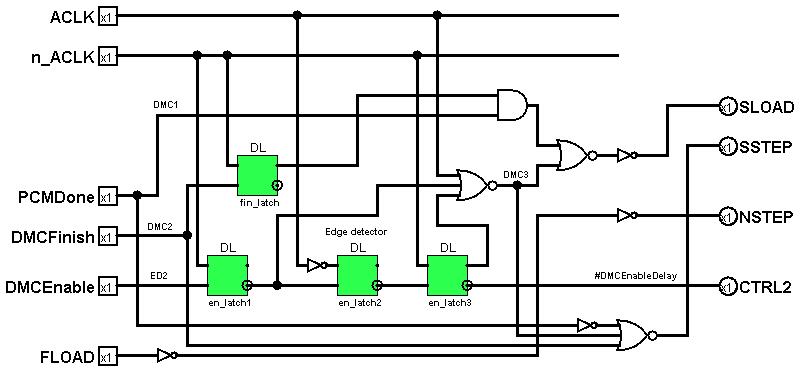 ACLK x1
n_ACLK x1
DMC1
x1 SLOAD
DL
x1 SSTEP
DMC3
PCMDone x1
fin_latch
x1 NSTEP
DMCFinish x1 DMC2
Edge detector
DL DL DL
DMCEnable x1 ED2
#DMCEnableDelay
x1 CTRL2
en_latch1 en_latch2 en_latch3
FLOAD x1